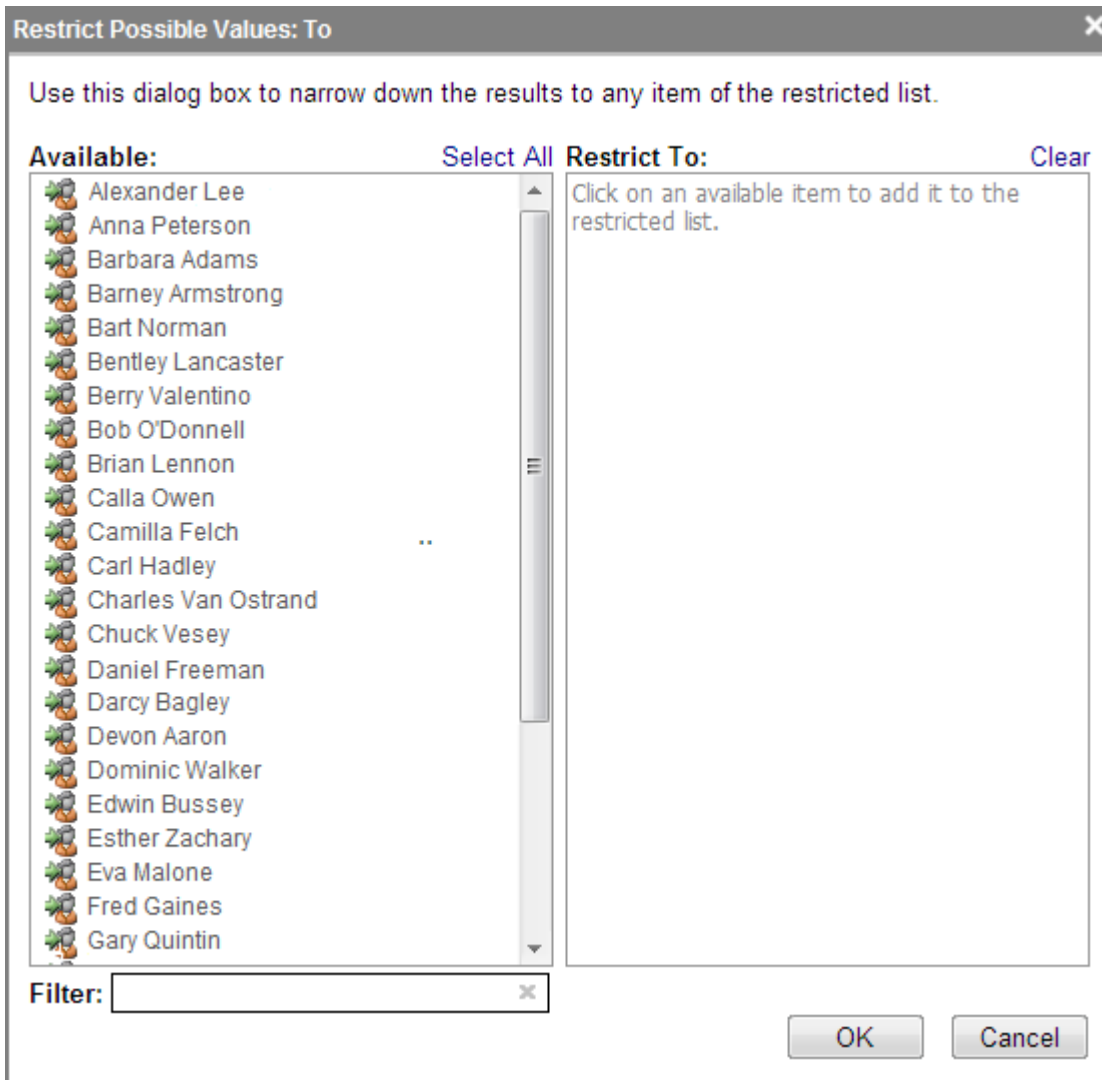 Restrict Possible Values: To
Use this dialog box to narrow down the results to any item of the restricted list.
Available: Select All Restrict To: Clear
Alexander Lee
Anna Peterson
Barbara Adams
Barney Armstrong
Bart Norman
Bentley Lancaster
Berry Valentino
Bob O'Donnell
Brian Lennon
Calla Owen
Camilla Felch
..
Carl Hadley
Charles Van Ostrand
Chuck Vesey
Daniel Freeman
Darcy Bagley
Devon Aaron
Dominic Walker
Edwin Bussey
Esther Zachary
Eva Malone
Fred Gaines
Gary Quintin
Click on an available item to add it to the
restricted list.
Filter:
OK Cancel